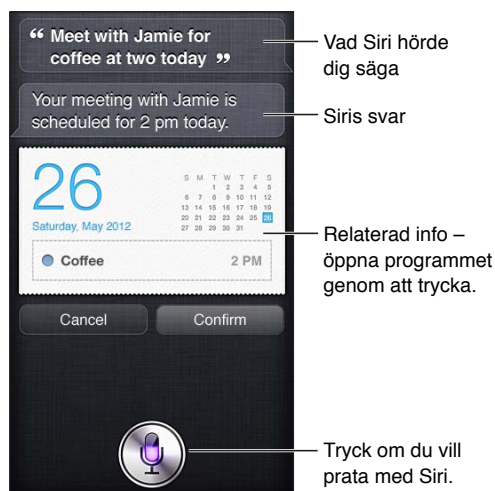 “ Meet with Jamie for
coffee at two today ”
Vad Siri hörde
dig säga
Your meeting with Jamie is
scheduled for 2 pm today.
Siris svar
26
Saturday, May 2012
S M T W T F S
1 2 3 4 5
6 7 8 9 10 11 12
13 14 15 16 17 18 19
20 21 22 23 24 25 26
27 28 29 30 31
Coffee 2 PM
Relaterad info –
öppna programmet
genom att trycka.
Cancel Confirm
Tryck om du vill
prata med Siri.